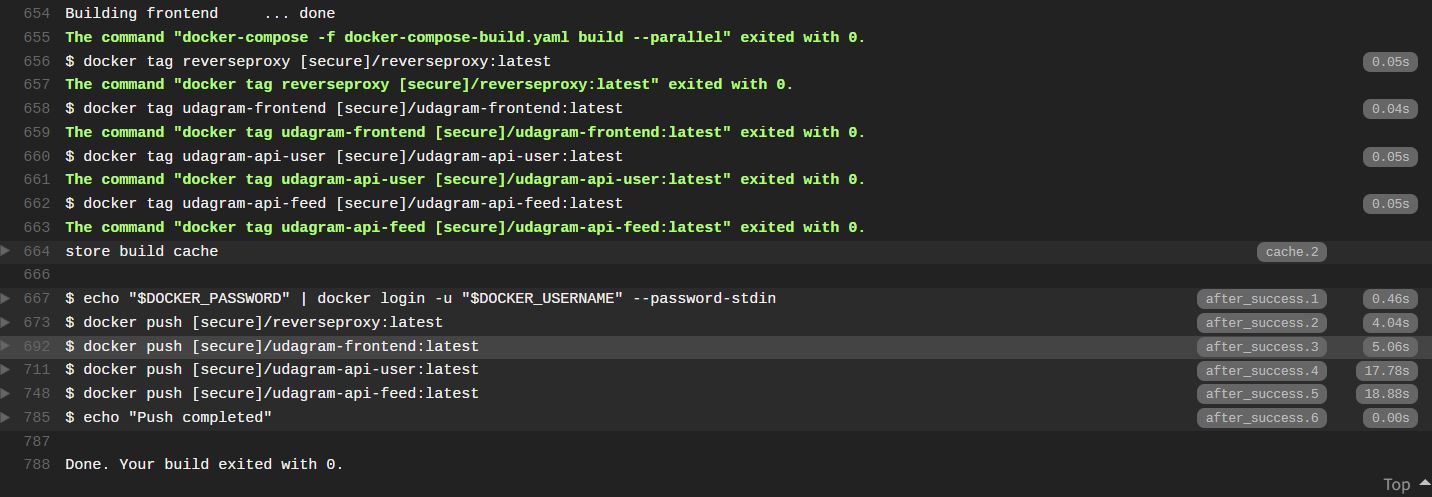 654 Building frontend     ... done
655 The command "docker-compose -f docker-compose-build.yaml build --parallel" exited with 0.
656 $ docker tag reverseproxy [secure]/reverseproxy:latest 0.05s
657 The command "docker tag reverseproxy [secure]/reverseproxy:latest" exited with 0.
658 $ docker tag udagram-frontend [secure]/udagram-frontend:latest 0.04s
659 The command "docker tag udagram-frontend [secure]/udagram-frontend:latest" exited with 0.
660 $ docker tag udagram-api-user [secure]/udagram-api-user:latest 0.05s
661 The command "docker tag udagram-api-user [secure]/udagram-api-user:latest" exited with 0.
662 $ docker tag udagram-api-feed [secure]/udagram-api-feed:latest 0.05s
663 The command "docker tag udagram-api-feed [secure]/udagram-api-feed:latest" exited with 0.
664 store build cache cache.2
666
667 $ echo "$DOCKER_PASSWORD" | docker login -u "$DOCKER_USERNAME" --password-stdin after_success.1 0.46s
673 $ docker push [secure]/reverseproxy:latest after_success.2 4.04s
692 $ docker push [secure]/udagram-frontend:latest after_success.3 5.06s
711 $ docker push [secure]/udagram-api-user:latest after_success.4 17.78s
748 $ docker push [secure]/udagram-api-feed:latest after_success.5 18.88s
785 $ echo "Push completed" after_success.6 0.00s
787
788 Done. Your build exited with 0.
Top